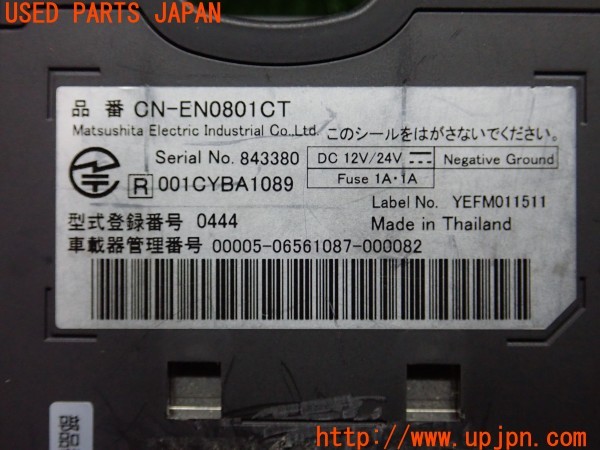 USED PARTS JAPAN
品 番 CN-EN0801CT
Matsushita Electric Industrial Co.,Ltd. このシールをはがさないでください。
Serial No. 843380 DC 12V/24V Negative Ground
R 001CYBA1089 Fuse 1A・1A
Label No. YEFM011511
型式登録番号 0444 Made in Thailand
車載器管理番号 00005-06561087-000082
部品
http://www.upjpn.com